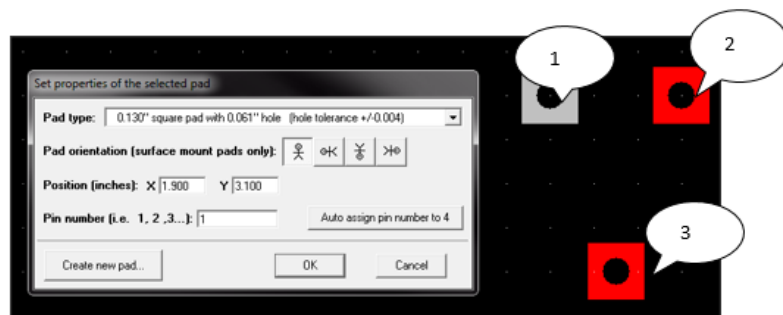 1
2
Set properties of the selected pad
Pad type: 0.130" square pad with 0.061" hole (hole tolerance +/-0.004)
Pad orientation (surface mount pads only):
Position (inches): X 1.900 Y 3.100
Pin number (i.e. 1, 2 ,3...): 1 Auto assign pin number to 4
3
Create new pad... OK Cancel